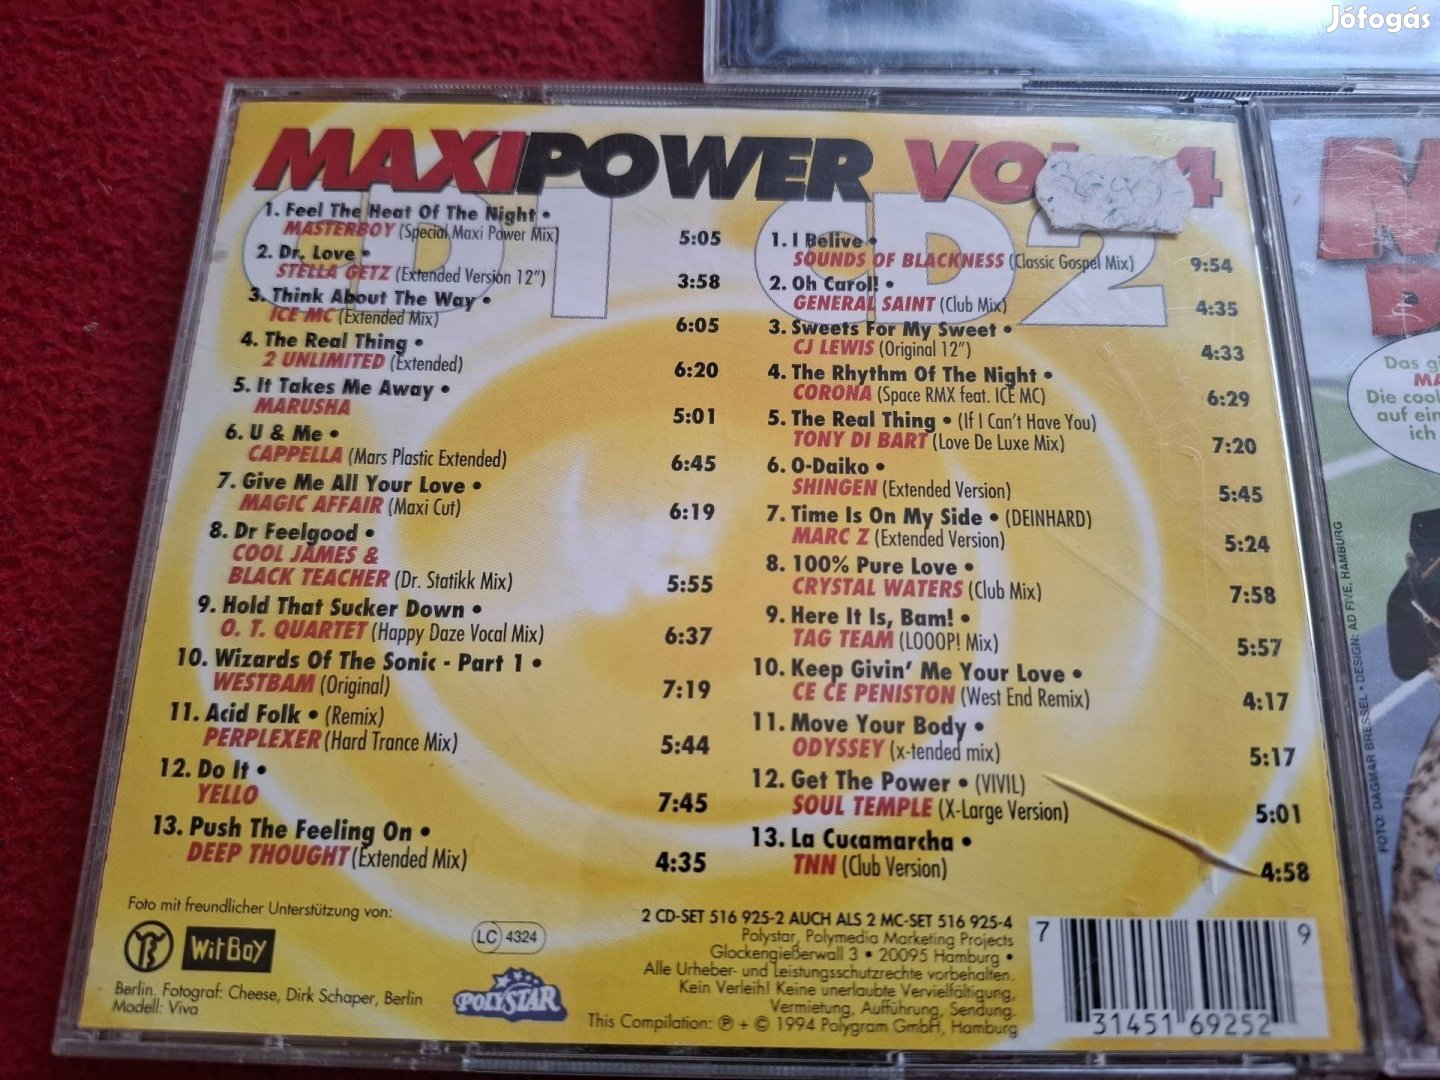 Jófogás
MAXIPOWER VOL. 4
CD1
1. Feel The Heat Of The Night •
MASTERBOY (Special Maxi Power Mix) 5:05
2. Dr. Love •
STELLA GETZ (Extended Version 12") 3:58
3. Think About The Way •
ICE MC (Extended Mix) 6:05
4. The Real Thing •
2 UNLIMITED (Extended) 6:20
5. It Takes Me Away •
MARUSHA 5:01
6. U & Me •
CAPPELLA (Mars Plastic Extended) 6:45
7. Give Me All Your Love •
MAGIC AFFAIR (Maxi Cut) 6:19
8. Dr Feelgood •
COOL JAMES &
BLACK TEACHER (Dr. Statikk Mix) 5:55
9. Hold That Sucker Down •
O. T. QUARTET (Happy Daze Vocal Mix) 6:37
10. Wizards Of The Sonic - Part 1 •
WESTBAM (Original) 7:19
11. Acid Folk • (Remix)
PERPLEXER (Hard Trance Mix) 5:44
12. Do It •
YELLO 7:45
13. Push The Feeling On •
DEEP THOUGHT (Extended Mix) 4:35
CD2
1. I Belive •
SOUNDS OF BLACKNESS (Classic Gospel Mix) 9:54
2. Oh Carol! •
GENERAL SAINT (Club Mix) 4:35
3. Sweets For My Sweet •
CJ LEWIS (Original 12") 4:33
4. The Rhythm Of The Night •
CORONA (Space RMX feat. ICE MC) 6:29
5. The Real Thing • (If I Can't Have You)
TONY DI BART (Love De Luxe Mix) 7:20
6. O-Daiko •
SHINGEN (Extended Version) 5:45
7. Time Is On My Side • (DEINHARD)
MARC Z (Extended Version) 5:24
8. 100% Pure Love •
CRYSTAL WATERS (Club Mix) 7:58
9. Here It Is, Bam! •
TAG TEAM (LOOOP! Mix) 5:57
10. Keep Givin' Me Your Love •
CE CE PENISTON (West End Remix) 4:17
11. Move Your Body •
ODYSSEY (x-tended mix) 5:17
12. Get The Power • (VIVIL)
SOUL TEMPLE (X-Large Version) 5:01
13. La Cucamarcha •
TNN (Club Version) 4:58
Foto mit freundlicher Unterstützung von:
WitBoy
Berlin. Fotograf: Cheese, Dirk Schaper, Berlin
Modell: Viva
LC 4324
POLYSTAR
2 CD-SET 516 925-2 AUCH ALS 2 MC-SET 516 925-4
Polystar, Polymedia Marketing Projects
Glockengießerwall 3 • 20095 Hamburg •
Alle Urheber- und Leistungsschutzrechte vorbehalten.
Kein Verleih! Keine unerlaubte Vervielfältigung,
Vermietung, Aufführung, Sendung.
This Compilation: ℗ + © 1994 Polygram GmbH, Hamburg
7 31451 69252 9
Das
MA
Die cool
auf ein
ich
FOTO: DAGMAR BRESSEL • DESIGN: AD FIVE, HAMBURG